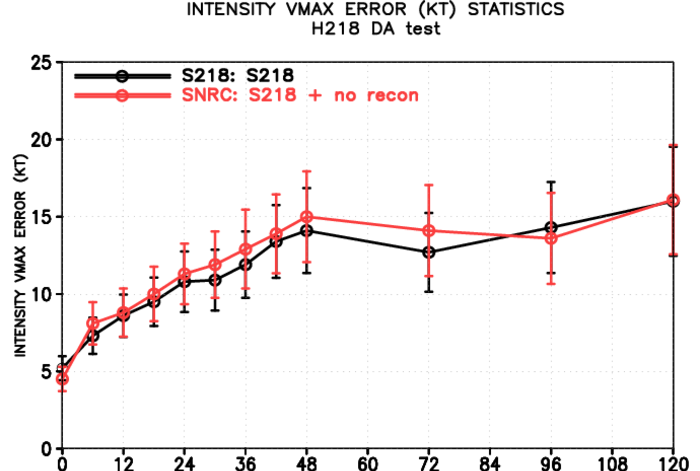 INTENSITY VMAX ERROR (KT) STATISTICS
H218 DA test
S218: S218
SNRC: S218 + no recon
INTENSITY VMAX ERROR (KT)
25
20
15
10
5
0
0 12 24 36 48 60 72 84 96 108 120